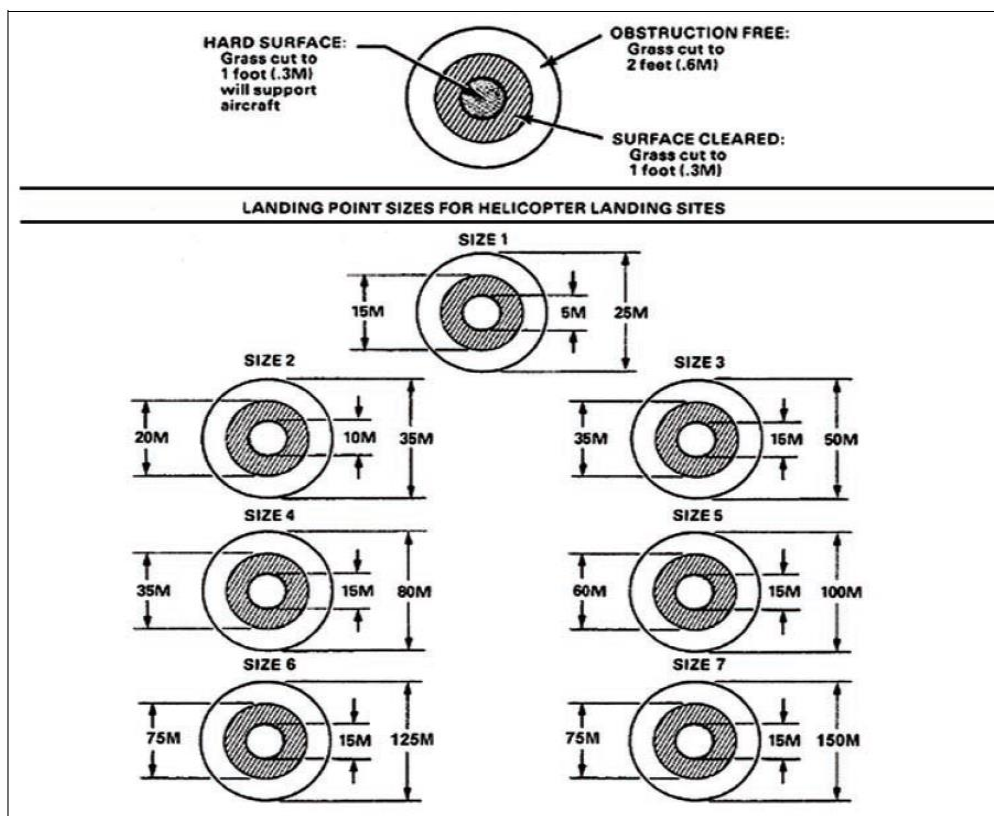 HARD SURFACE:
Grass cut to
1 foot (.3M)
will support
aircraft
OBSTRUCTION FREE:
Grass cut to
2 feet (.6M)
SURFACE CLEARED:
Grass cut to
1 foot (.3M)
LANDING POINT SIZES FOR HELICOPTER LANDING SITES
SIZE 1
15M
5M
25M
SIZE 2
20M
10M
35M
SIZE 3
35M
15M
50M
SIZE 4
35M
15M
80M
SIZE 5
60M
15M
100M
SIZE 6
75M
15M
125M
SIZE 7
75M
15M
150M